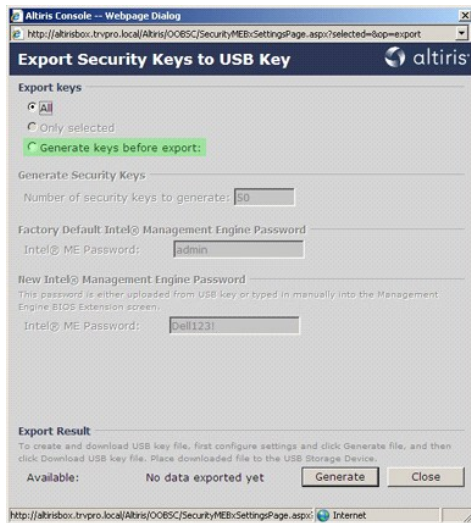 Altiris Console -- Webpage Dialog
http://altirisbox.trvpro.local/Altiris/OOBSC/SecurityMEBxSettingsPage.aspx?selected=&op=export
Export Security Keys to USB Key
altiris
Export keys
All
Only selected
Generate keys before export:
Generate Security Keys
Number of security keys to generate: 50
Factory Default Intel® Management Engine Password
Intel® ME Password: admin
New Intel® Management Engine Password
This password is either uploaded from USB key or typed in manually into the Management
Engine BIOS Extension screen.
Intel® ME Password: Dell123!
Export Result
To create and download USB key file, first configure settings and click Generate file, and then
click Download USB key file. Place downloaded file to the USB Storage Device.
Available: No data exported yet Generate Close
http://altirisbox.trvpro.local/Altiris/OOBSC/SecurityMEBxSettingsPage.aspx? Internet